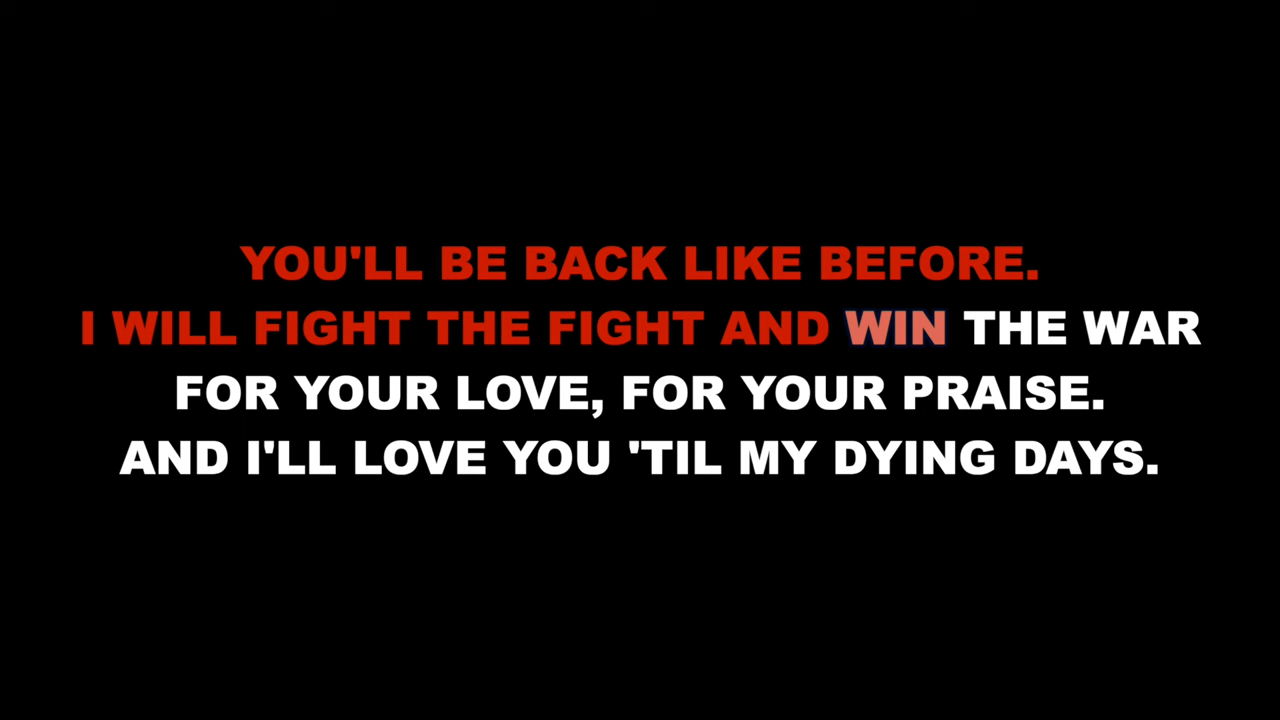 YOU'LL BE BACK LIKE BEFORE.
I WILL FIGHT THE FIGHT AND WIN THE WAR
FOR YOUR LOVE, FOR YOUR PRAISE.
AND I'LL LOVE YOU 'TIL MY DYING DAYS.